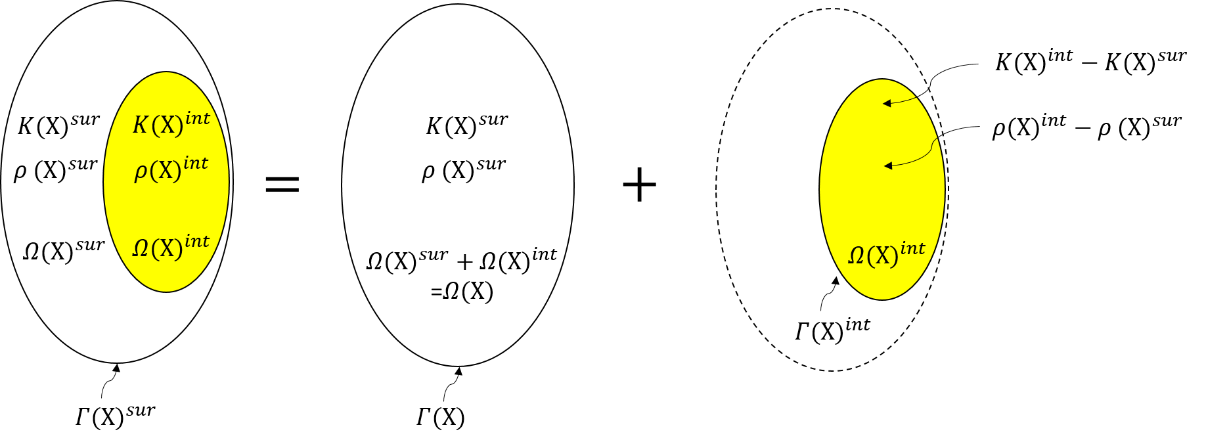 K(X)^sur
ρ (X)^sur
Ω(X)^sur
K(X)^int
ρ(X)^int
Ω(X)^int
Γ(X)^sur
=
K(X)^sur
ρ (X)^sur
Ω(X)^sur + Ω(X)^int
=Ω(X)
Γ(X)
+
K(X)^int − K(X)^sur
ρ(X)^int − ρ (X)^sur
Ω(X)^int
Γ(X)^int